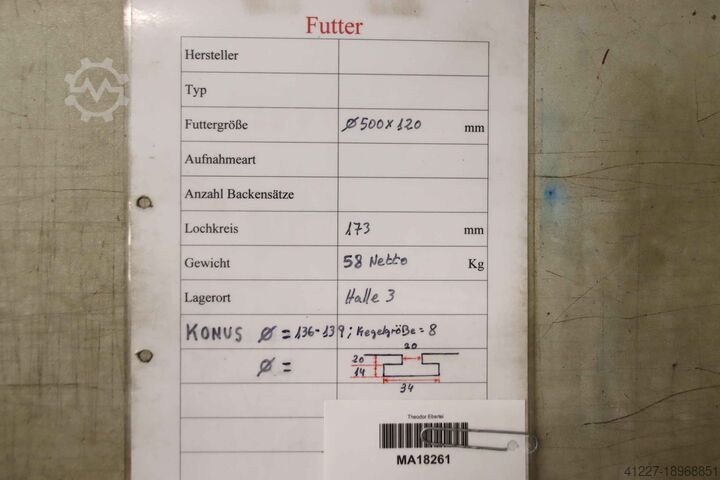 Futter
Hersteller
Typ
Futtergröße ø500x120 mm
Aufnahmeart
Anzahl Backensätze
Lochkreis 173 mm
Gewicht 58 Netto Kg
Lagerort Halle 3
KONUS ø = 136-139; Kegelgröße = 8
ø =
20
20
14
34
Theodor Ebertei
MA18261
41227-18968851